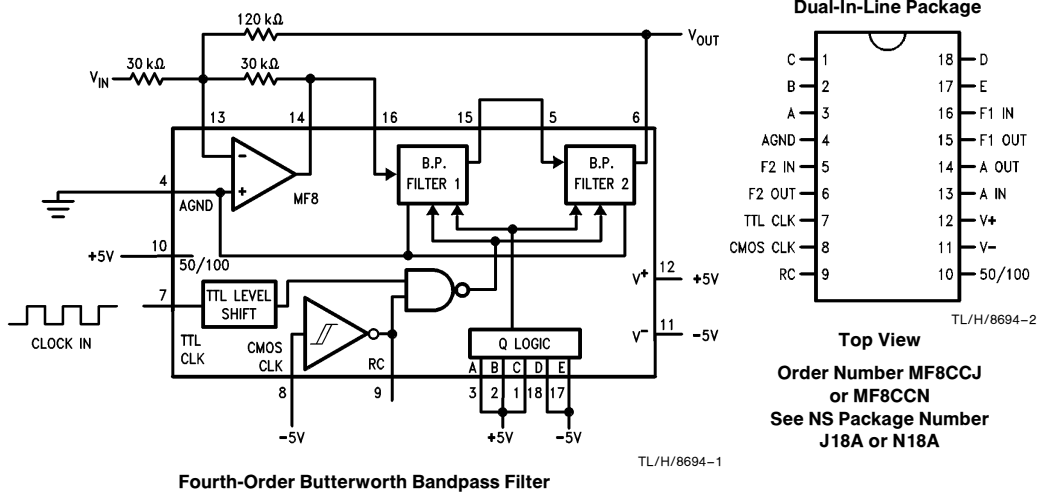 120 kΩ
V_OUT
30 kΩ
30 kΩ
V_IN
13
14
16
15
5
6
B.P.
FILTER 1
B.P.
FILTER 2
−
+
MF8
4
AGND
+5V
10
50/100
V+
12
+5V
7
TTL LEVEL
SHIFT
CLOCK IN
TTL
CLK
CMOS
CLK
RC
V−
11
−5V
Q LOGIC
A B C D E
8
9
3 2 1 18 17
−5V
+5V
−5V
TL/H/8694–1
Fourth-Order Butterworth Bandpass Filter
Dual-In-Line Package
C 1 18 D
B 2 17 E
A 3 16 F1 IN
AGND 4 15 F1 OUT
F2 IN 5 14 A OUT
F2 OUT 6 13 A IN
TTL CLK 7 12 V+
CMOS CLK 8 11 V−
RC 9 10 50/100
TL/H/8694–2
Top View
Order Number MF8CCJ
or MF8CCN
See NS Package Number
J18A or N18A